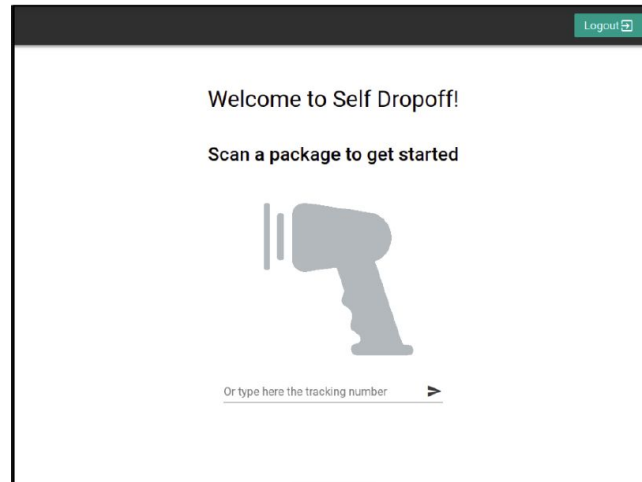 Logout
Welcome to Self Dropoff!
Scan a package to get started
Or type here the tracking number